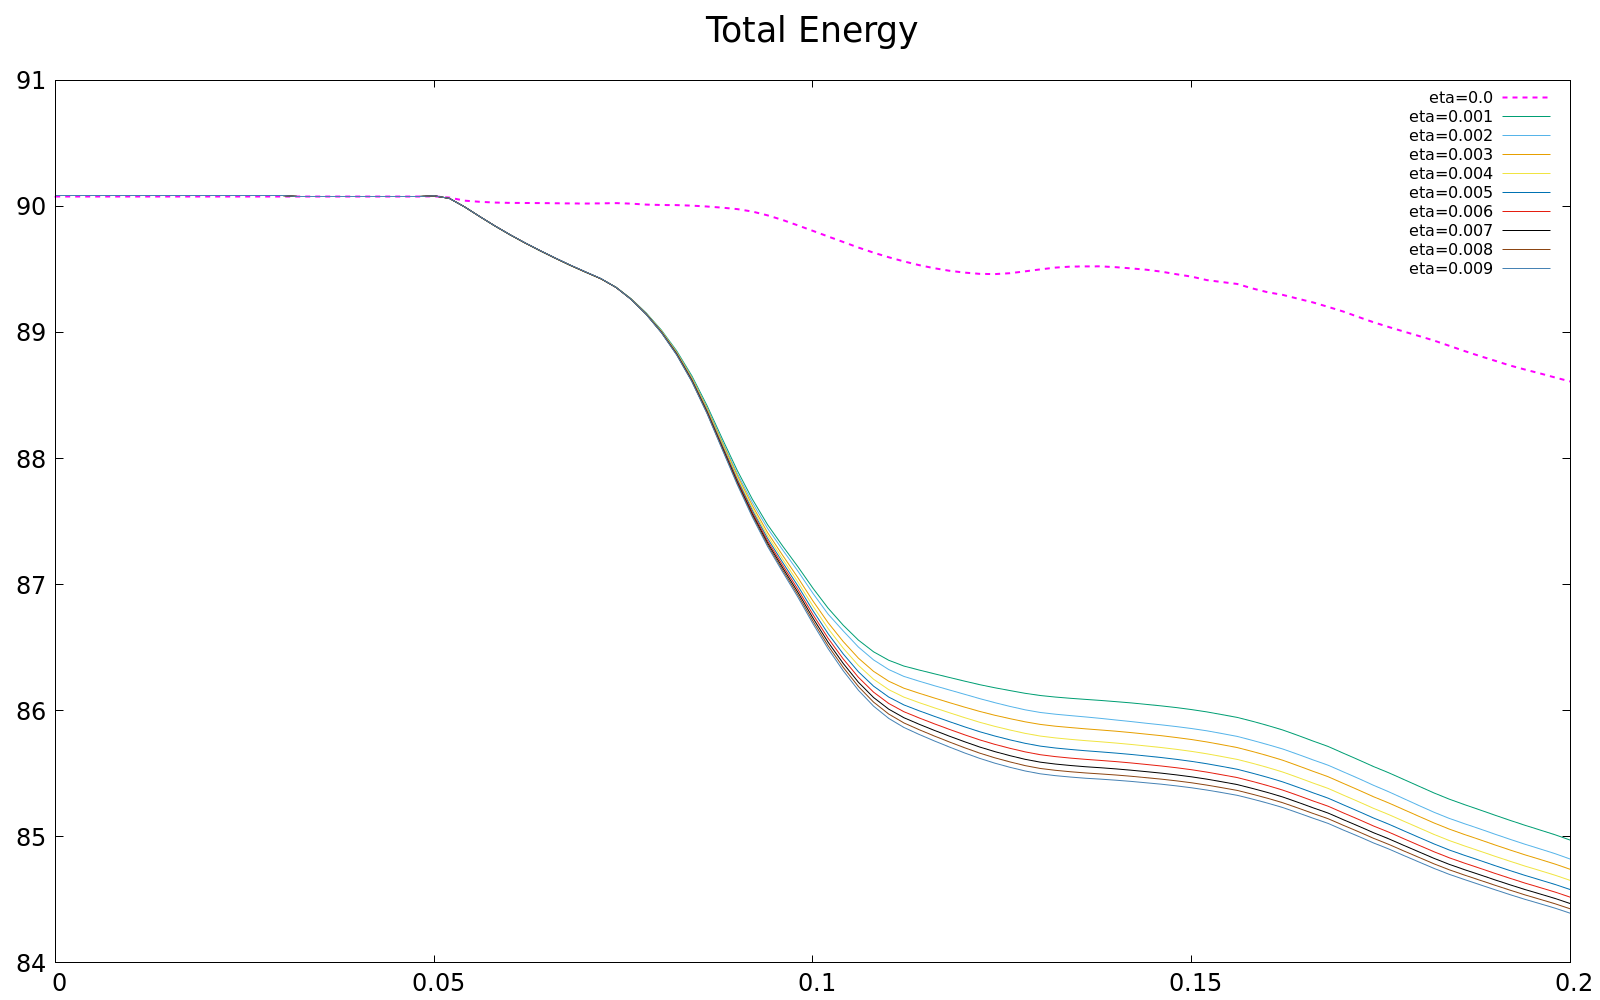 Total Energy
91
90
89
88
87
86
85
84
0
0.05
0.1
0.15
0.2
eta=0.0
eta=0.001
eta=0.002
eta=0.003
eta=0.004
eta=0.005
eta=0.006
eta=0.007
eta=0.008
eta=0.009